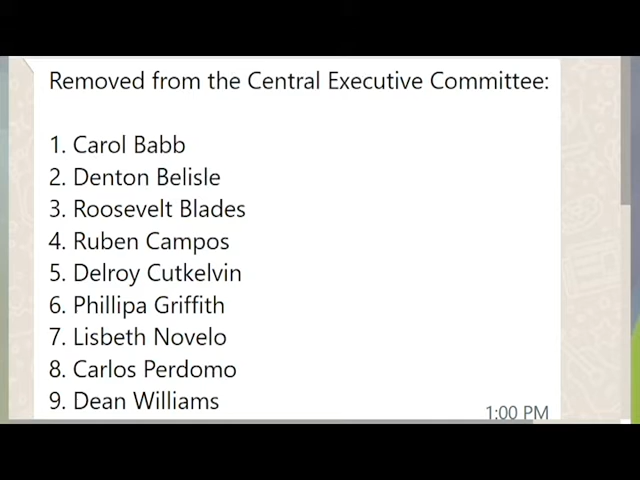 Removed from the Central Executive Committee:
1. Carol Babb
2. Denton Belisle
3. Roosevelt Blades
4. Ruben Campos
5. Delroy Cutkelvin
6. Phillipa Griffith
7. Lisbeth Novelo
8. Carlos Perdomo
9. Dean Williams
1:00 PM